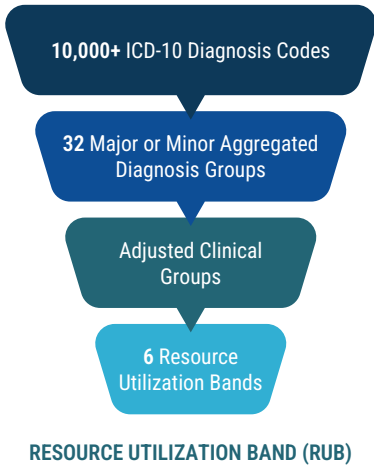 10,000+ ICD-10 Diagnosis Codes
32 Major or Minor Aggregated
Diagnosis Groups
Adjusted Clinical
Groups
6 Resource
Utilization Bands
RESOURCE UTILIZATION BAND (RUB)